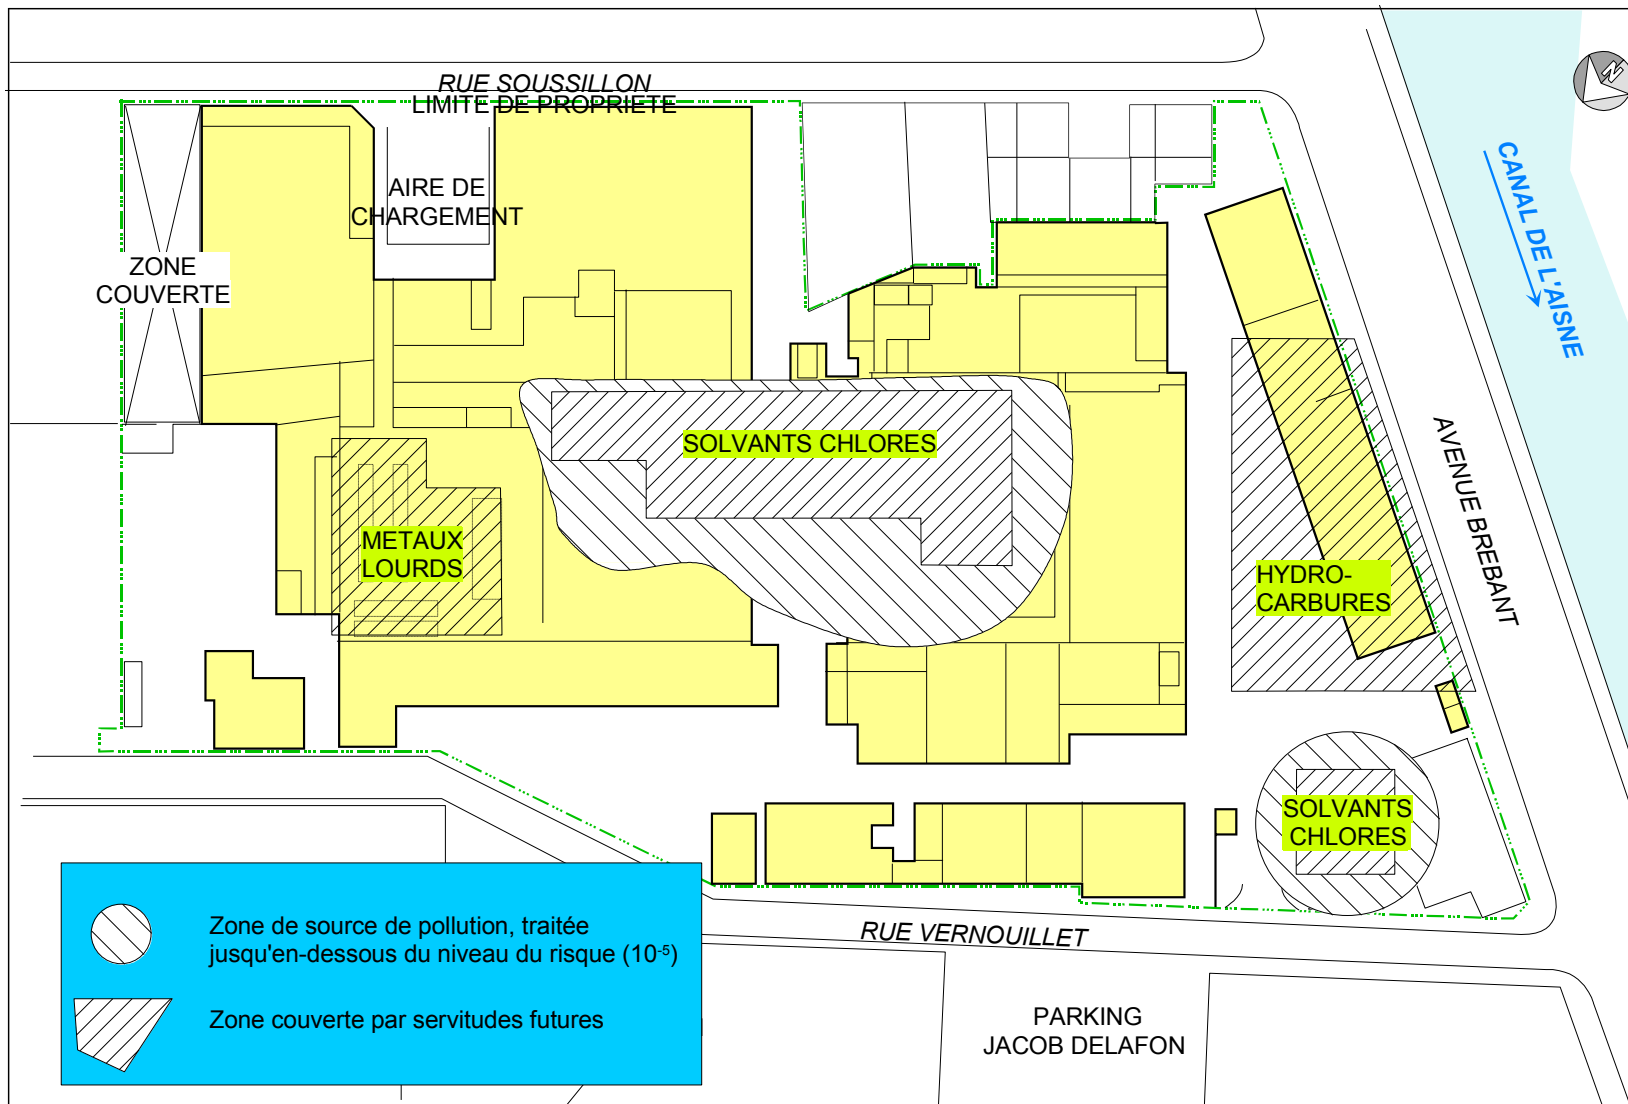 RUE SOUSSILLON
LIMITE DE PROPRIETE
N
AIRE DE
CHARGEMENT
CANAL DE L'AISNE
ZONE
COUVERTE
SOLVANTS CHLORES
AVENUE BREBANT
METAUX
LOURDS
HYDRO-
CARBURES
SOLVANTS
CHLORES
Zone de source de pollution, traitée
jusqu'en-dessous du niveau du risque (10⁻⁵)
RUE VERNOUILLET
Zone couverte par servitudes futures
PARKING
JACOB DELAFON